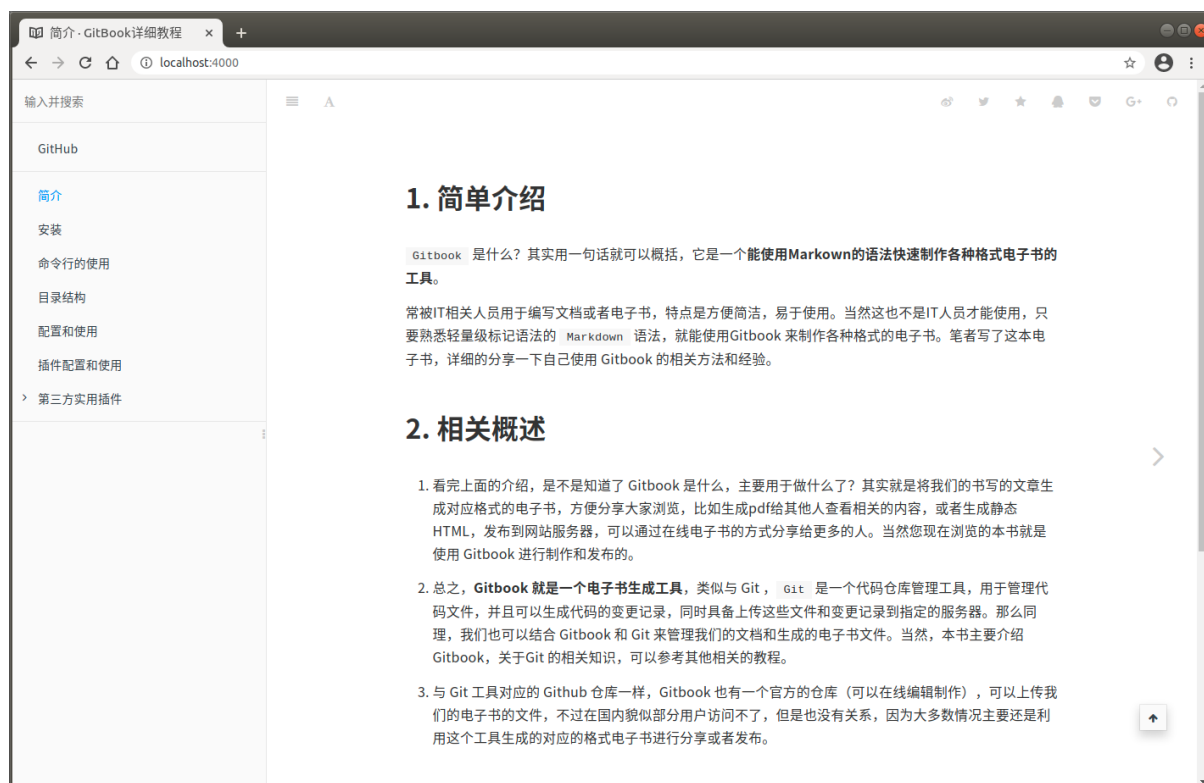 简介 · GitBook详细教程
localhost:4000
输入并搜索
A
G+
GitHub
简介
安装
命令行的使用
目录结构
配置和使用
插件配置和使用
第三方实用插件
1. 简单介绍
Gitbook 是什么？其实用一句话就可以概括，它是一个能使用Markown的语法快速制作各种格式电子书的
工具。
常被IT相关人员用于编写文档或者电子书，特点是方便简洁，易于使用。当然这也不是IT人员才能使用，只
要熟悉轻量级标记语法的 Markdown 语法，就能使用Gitbook 来制作各种格式的电子书。笔者写了这本电
子书，详细的分享一下自己使用 Gitbook 的相关方法和经验。
2. 相关概述
1. 看完上面的介绍，是不是知道了 Gitbook 是什么，主要用于做什么了？其实就是将我们的书写的文章生
成对应格式的电子书，方便分享大家浏览，比如生成pdf给其他人查看相关的内容，或者生成静态
HTML，发布到网站服务器，可以通过在线电子书的方式分享给更多的人。当然您现在浏览的本书就是
使用 Gitbook 进行制作和发布的。
2. 总之，Gitbook 就是一个电子书生成工具，类似与 Git ， Git 是一个代码仓库管理工具，用于管理代
码文件，并且可以生成代码的变更记录，同时具备上传这些文件和变更记录到指定的服务器。那么同
理，我们也可以结合 Gitbook 和 Git 来管理我们的文档和生成的电子书文件。当然，本书主要介绍
Gitbook，关于Git 的相关知识，可以参考其他相关的教程。
3. 与 Git 工具对应的 Github 仓库一样，Gitbook 也有一个官方的仓库（可以在线编辑制作），可以上传我
们的电子书的文件，不过在国内貌似部分用户访问不了，但是也没有关系，因为大多数情况主要还是利
用这个工具生成的对应的格式电子书进行分享或者发布。